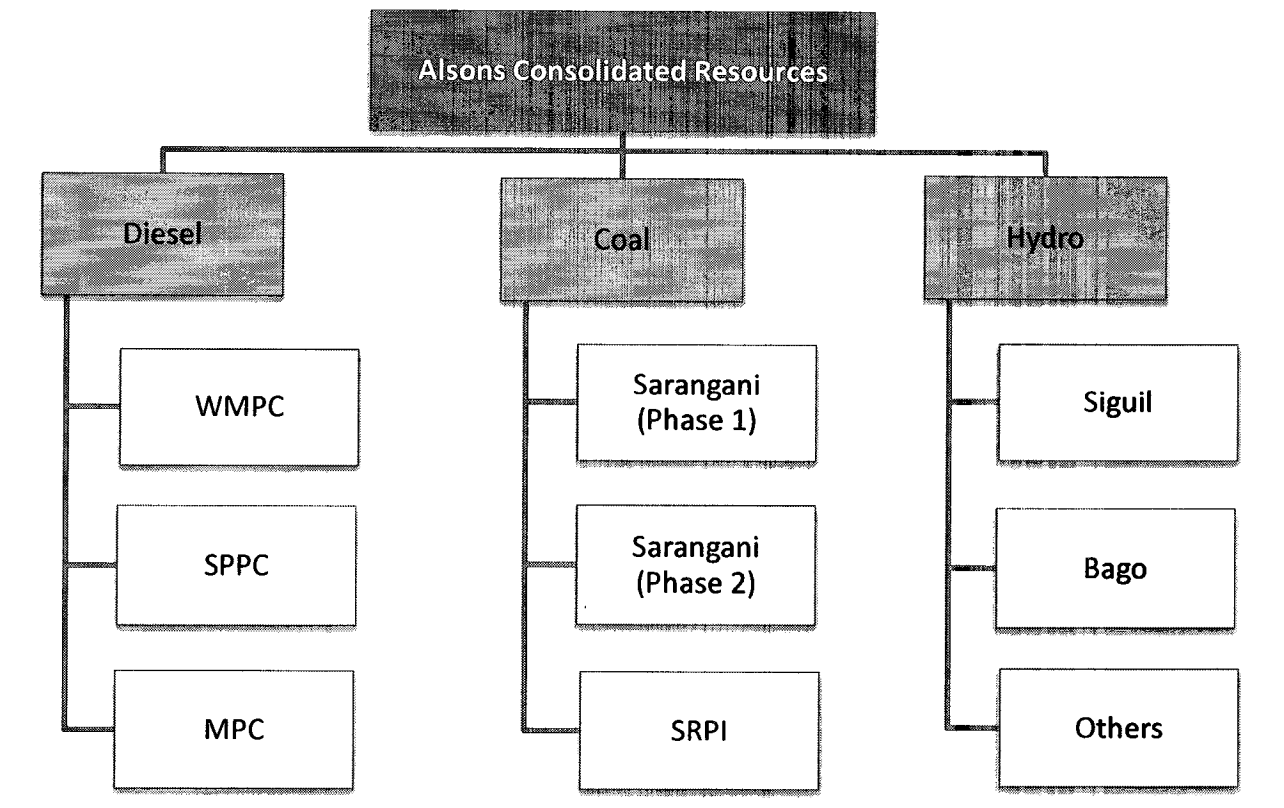 Alsons Consolidated Resources
Diesel
Coal
Hydro
WMPC
Sarangani
(Phase 1)
Siguil
SPPC
Sarangani
(Phase 2)
Bago
MPC
SRPI
Others